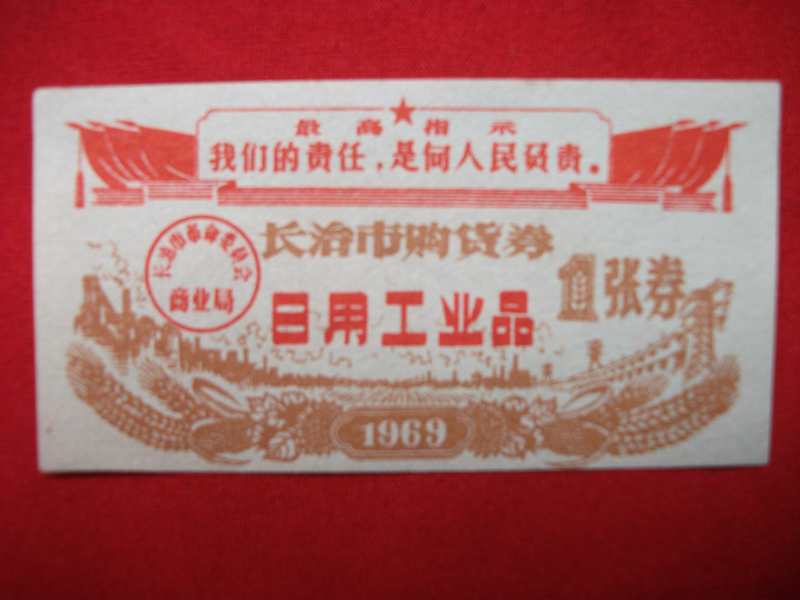 最高指示
我们的责任，是向人民负责。
长治市购货券
长治市革命委员会
商业局
日用工业品
1张券
1969